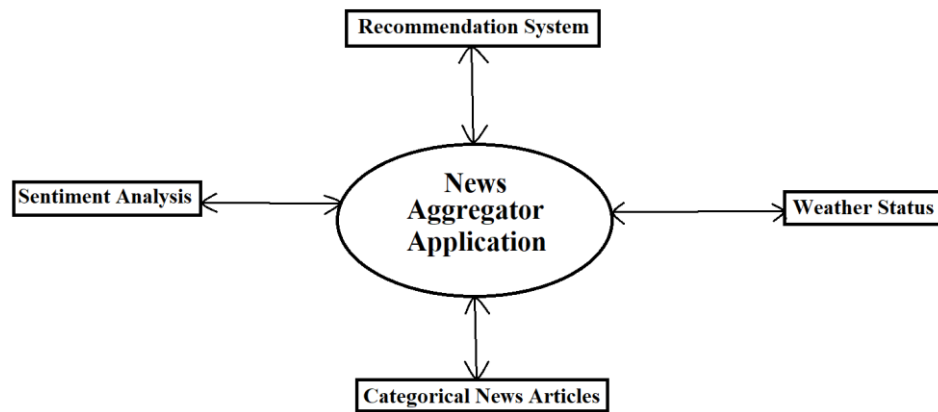 Recommendation System
Sentiment Analysis
News
Aggregator
Application
Weather Status
Categorical News Articles